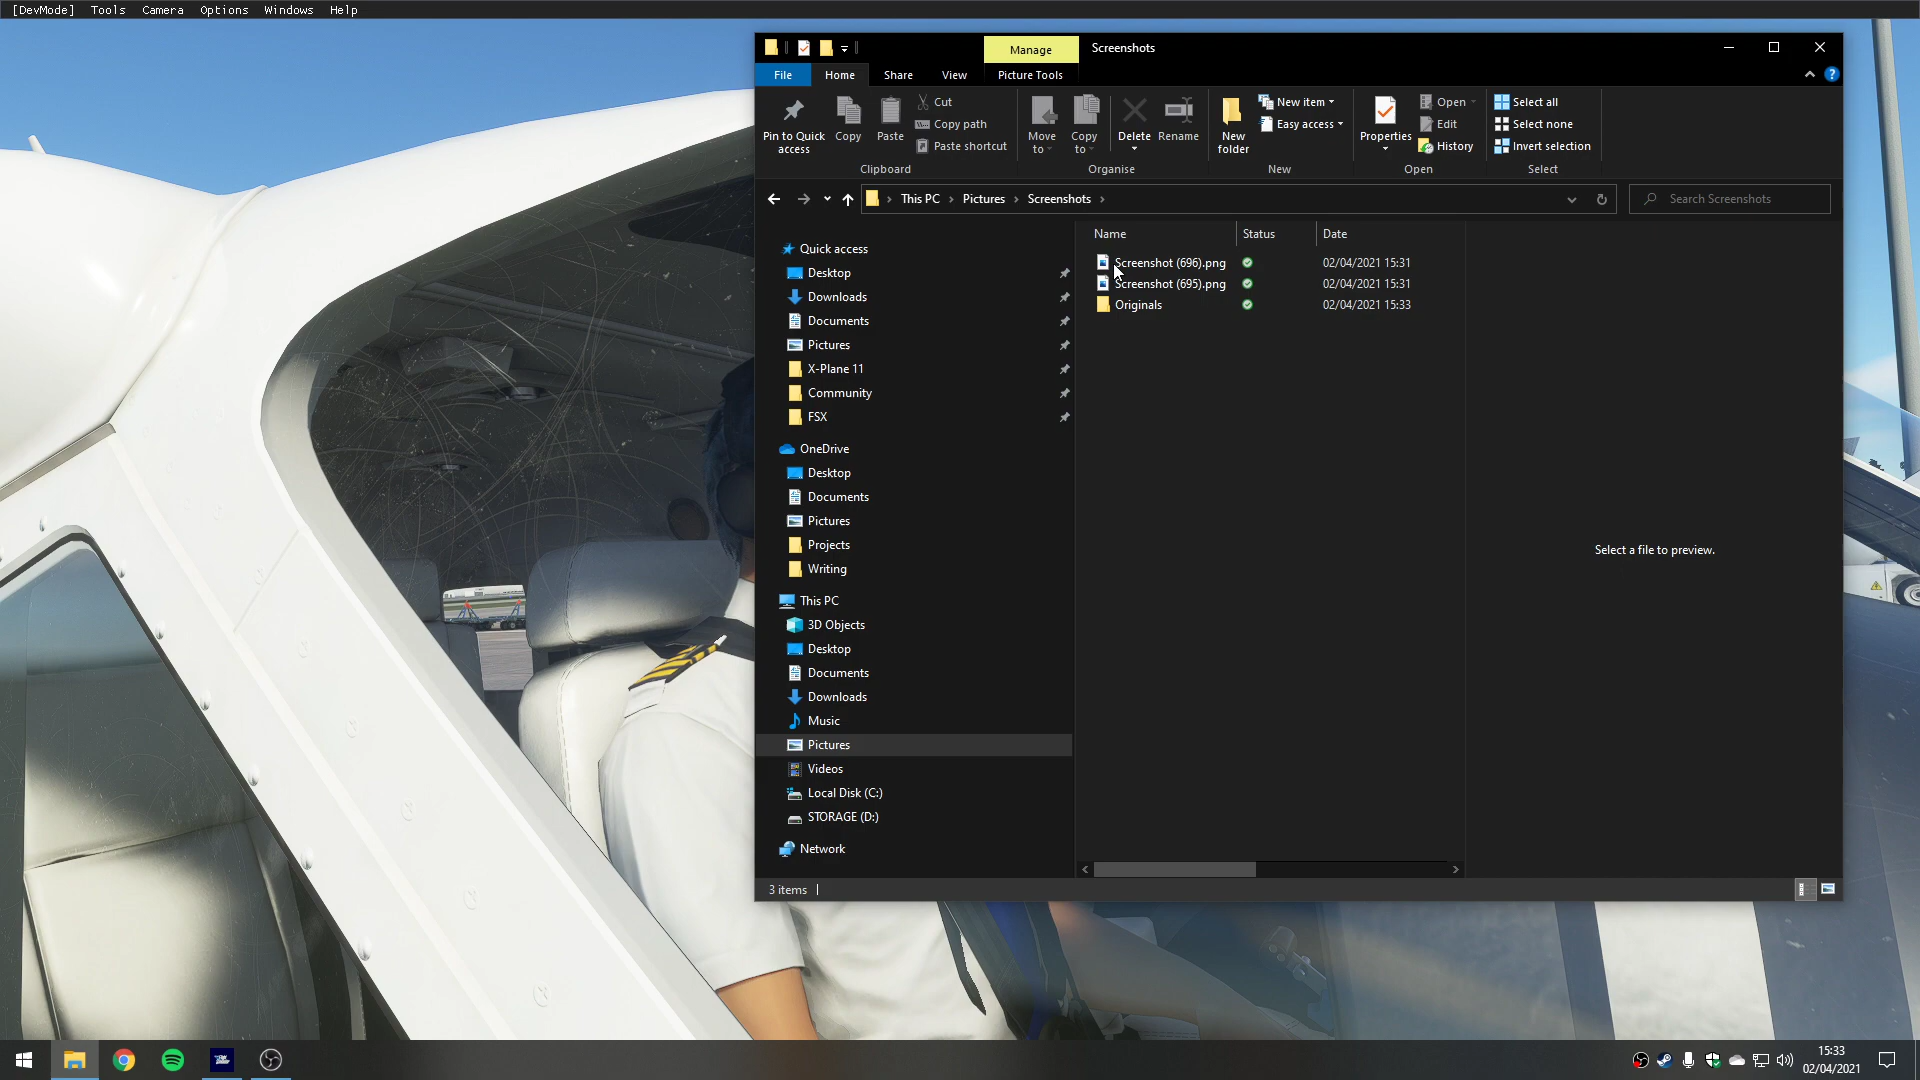 [DevMode] Tools Camera Options Windows Help
Manage Screenshots
File Home Share View Picture Tools
Pin to Quick access
Copy
Paste
Cut
Copy path
Paste shortcut
Clipboard
Move to
Copy to
Delete
Rename
Organise
New folder
New item
Easy access
New
Properties
Open
Edit
History
Open
Select all
Select none
Invert selection
Select
This PC Pictures Screenshots
Search Screenshots
Name Status Date
Screenshot (696).png 02/04/2021 15:31
Screenshot (695).png 02/04/2021 15:31
Originals 02/04/2021 15:33
Quick access
Desktop
Downloads
Documents
Pictures
X-Plane 11
Community
FSX
OneDrive
Desktop
Documents
Pictures
Projects
Writing
This PC
3D Objects
Desktop
Documents
Downloads
Music
Pictures
Videos
Local Disk (C:)
STORAGE (D:)
Network
Select a file to preview.
3 items
15:33
02/04/2021